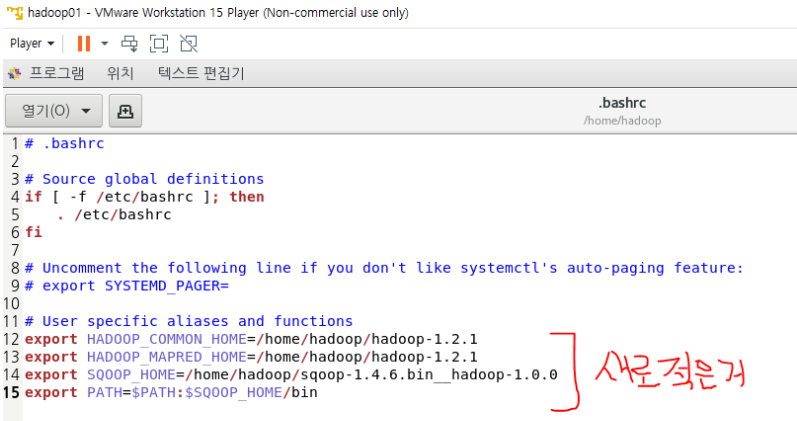 hadoop01 - VMware Workstation 15 Player (Non-commercial use only)
Player
프로그램 위치 텍스트 편집기
열기(O)
.bashrc
/home/hadoop
1 # .bashrc
2
3 # Source global definitions
4 if [ -f /etc/bashrc ]; then
5 . /etc/bashrc
6 fi
7
8 # Uncomment the following line if you don't like systemctl's auto-paging feature:
9 # export SYSTEMD_PAGER=
10
11 # User specific aliases and functions
12 export HADOOP_COMMON_HOME=/home/hadoop/hadoop-1.2.1
13 export HADOOP_MAPRED_HOME=/home/hadoop/hadoop-1.2.1
14 export SQOOP_HOME=/home/hadoop/sqoop-1.4.6.bin__hadoop-1.0.0
15 export PATH=$PATH:$SQOOP_HOME/bin
새로 적은거